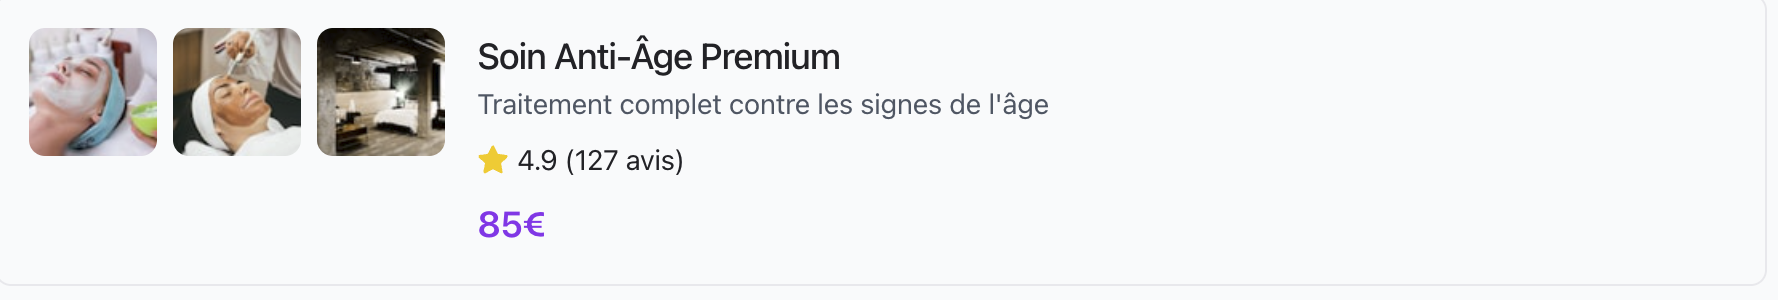 Soin Anti-Âge Premium
Traitement complet contre les signes de l'âge
4.9 (127 avis)
85€